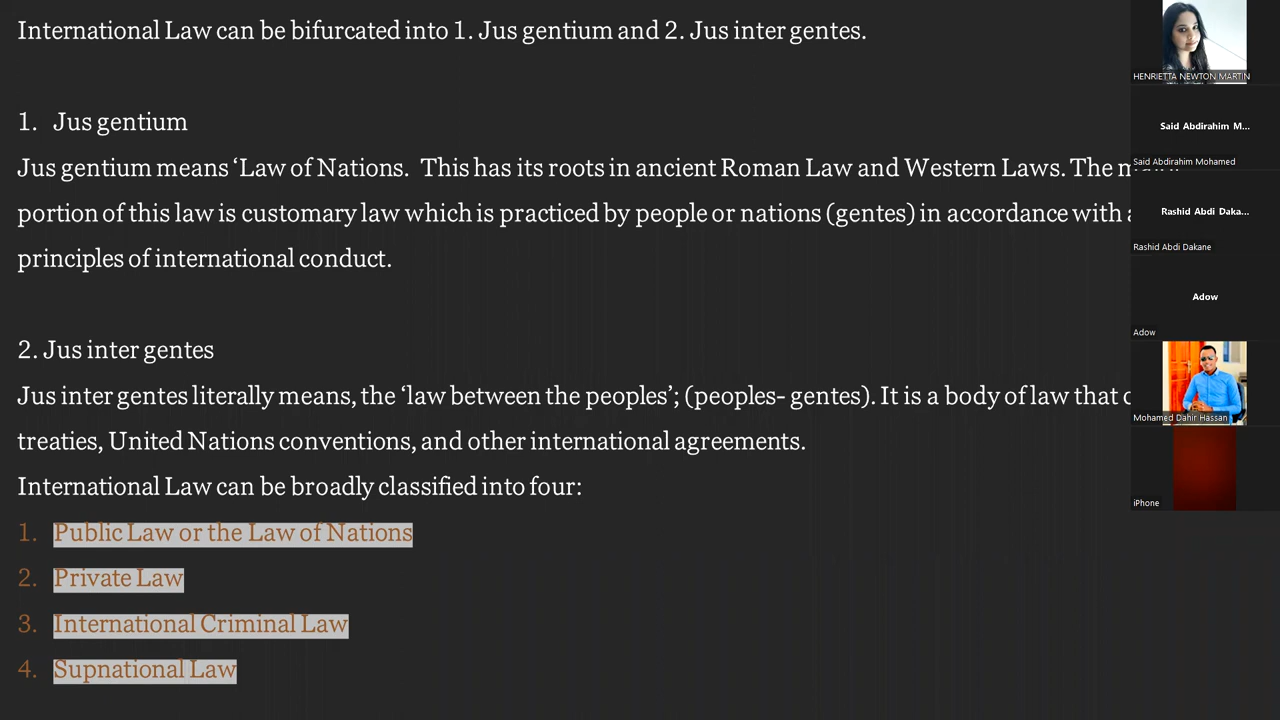 International Law can be bifurcated into 1. Jus gentium and 2. Jus inter gentes.
1. Jus gentium
Jus gentium means ‘Law of Nations. This has its roots in ancient Roman Law and Western Laws. The
portion of this law is customary law which is practiced by people or nations (gentes) in accordance with
principles of international conduct.
2. Jus inter gentes
Jus inter gentes literally means, the ‘law between the peoples’; (peoples- gentes). It is a body of law that
treaties, United Nations conventions, and other international agreements.
International Law can be broadly classified into four:
1. Public Law or the Law of Nations
2. Private Law
3. International Criminal Law
4. Supnational Law
HENRIETTA NEWTON MARTIN
Said Abdirahim M...
Said Abdirahim Mohamed
Rashid Abdi Daka...
Rashid Abdi Dakane
Adow
Adow
Mohamed Dahir Hassan
iPhone